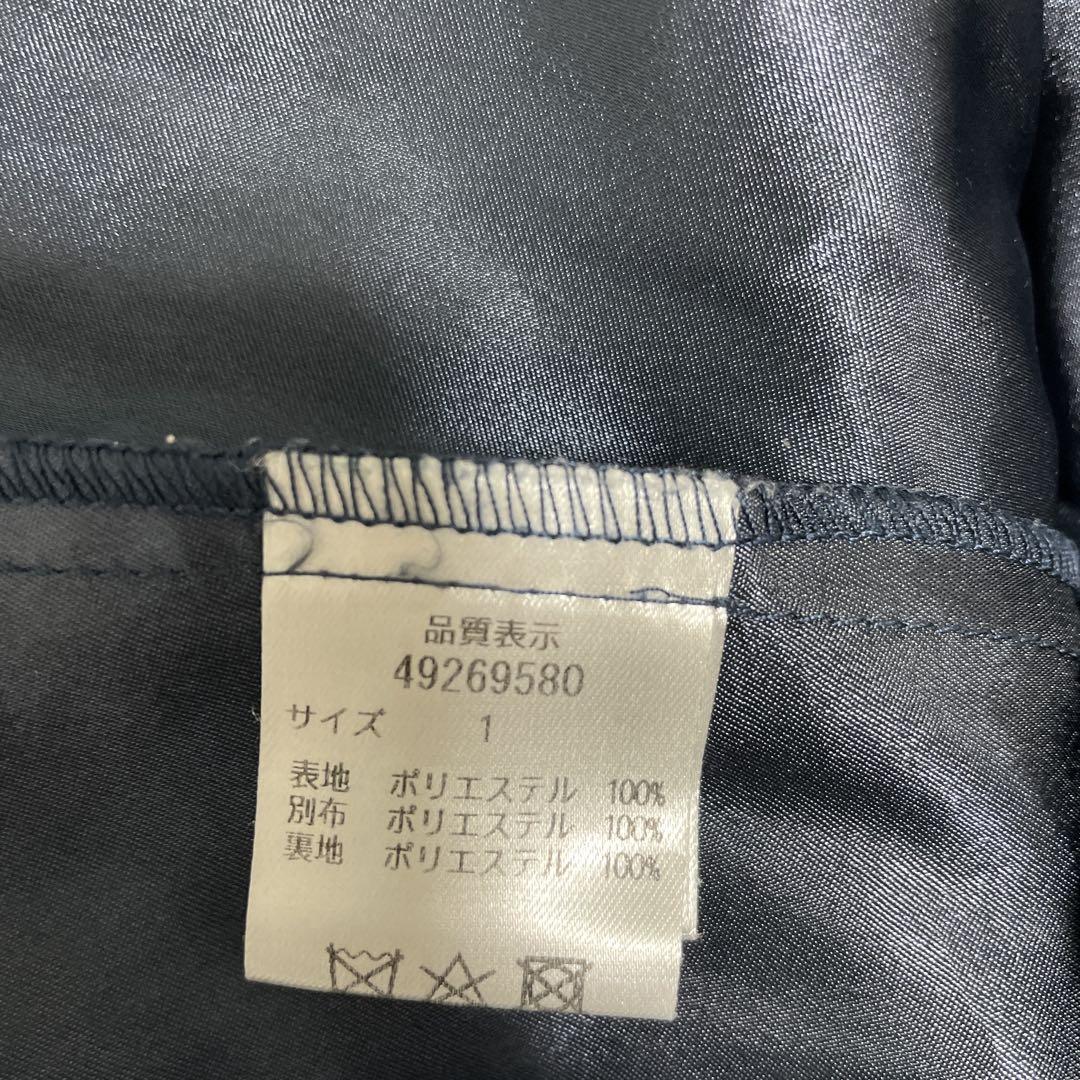 品質表示
49269580
サイズ 1
表地 ポリエステル 100%
別布 ポリエステル 100%
裏地 ポリエステル 100%